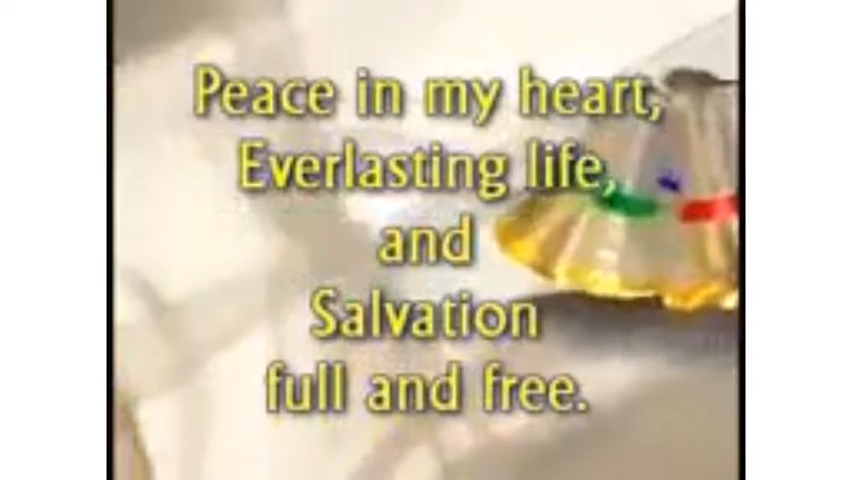 Peace in my heart,
Everlasting life,
and
Salvation
full and free.